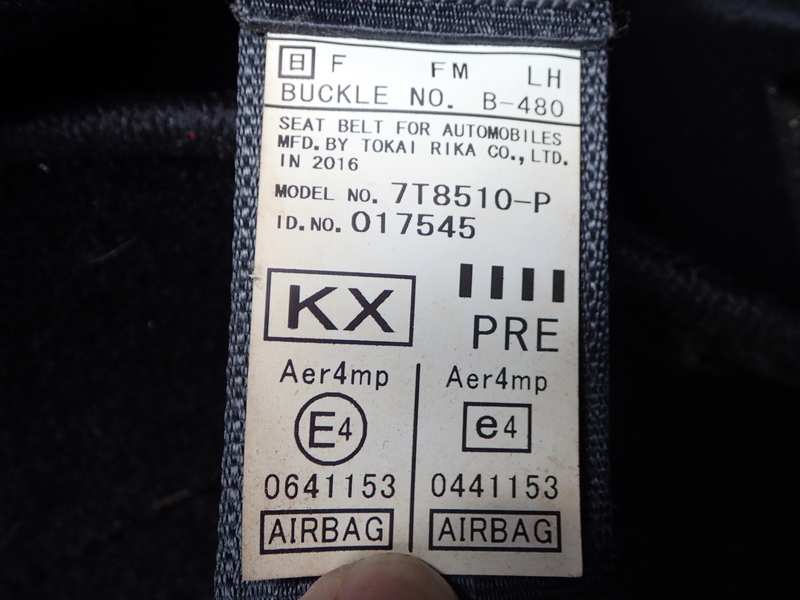 日 F FM LH
BUCKLE NO. B-480
SEAT BELT FOR AUTOMOBILES
MFD. BY TOKAI RIKA CO., LTD.
IN 2016
MODEL NO. 7T8510-P
ID. NO. 017545
KX
PRE
Aer4mp Aer4mp
E4 e4
0641153 0441153
AIRBAG AIRBAG